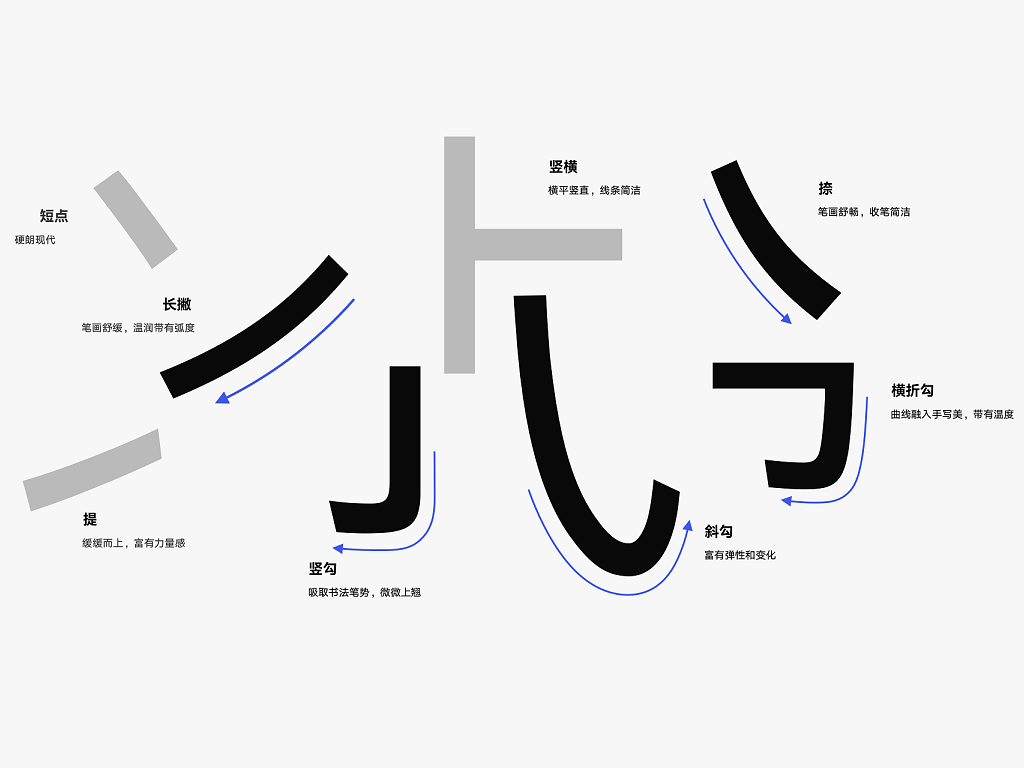 竖横
横平竖直，线条简洁
捺
笔画舒畅，收笔简洁
短点
硬朗现代
长撇
笔画舒缓，温润带有弧度
横折勾
曲线融入手写美，带有温度
提
缓缓而上，富有力量感
斜勾
富有弹性和变化
竖勾
吸取书法笔势，微微上翘